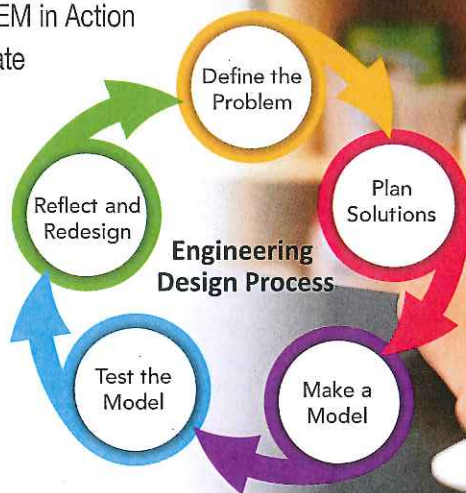 EM in Action
ate
Define the
Problem
Plan
Solutions
Make a
Model
Test the
Model
Reflect and
Redesign
Engineering
Design Process